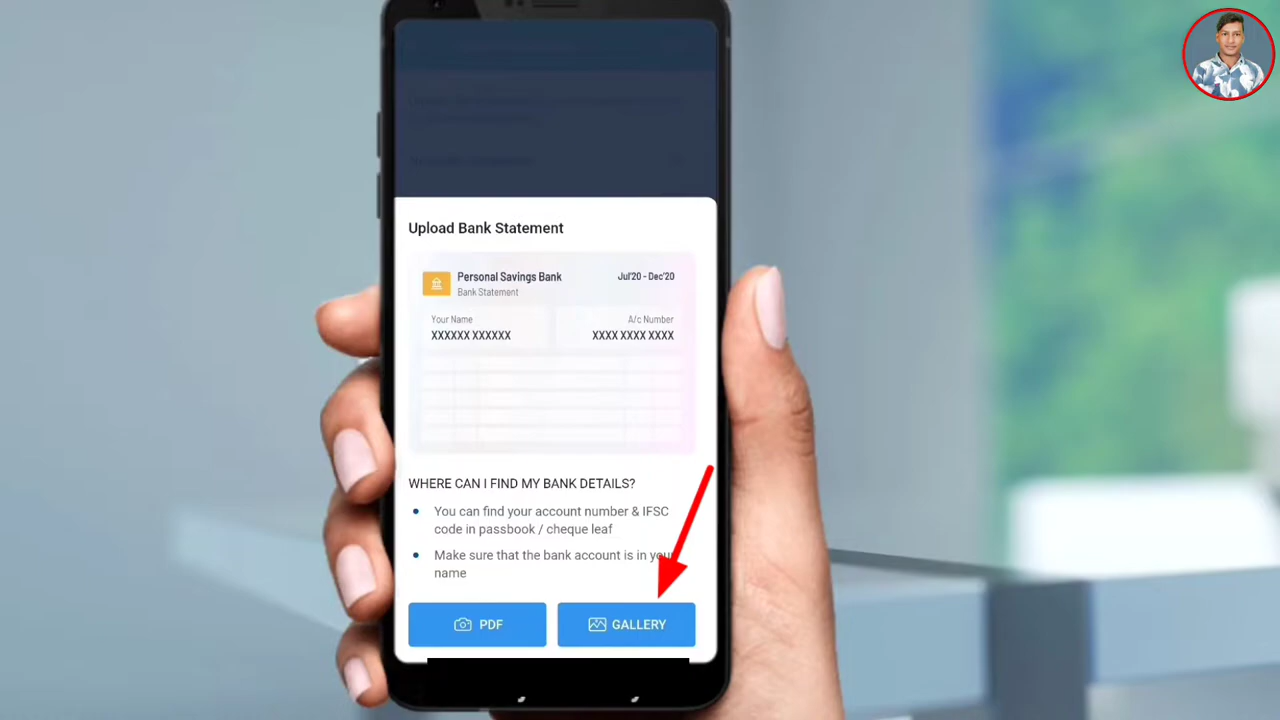 Upload Bank Statement
Personal Savings Bank
Jul'20 - Dec'20
Bank Statement
Your Name
A/c Number
XXXXXX XXXXXX
XXXX XXXX XXXX
WHERE CAN I FIND MY BANK DETAILS?
You can find your account number & IFSC
code in passbook / cheque leaf
Make sure that the bank account is in your
name
PDF
GALLERY